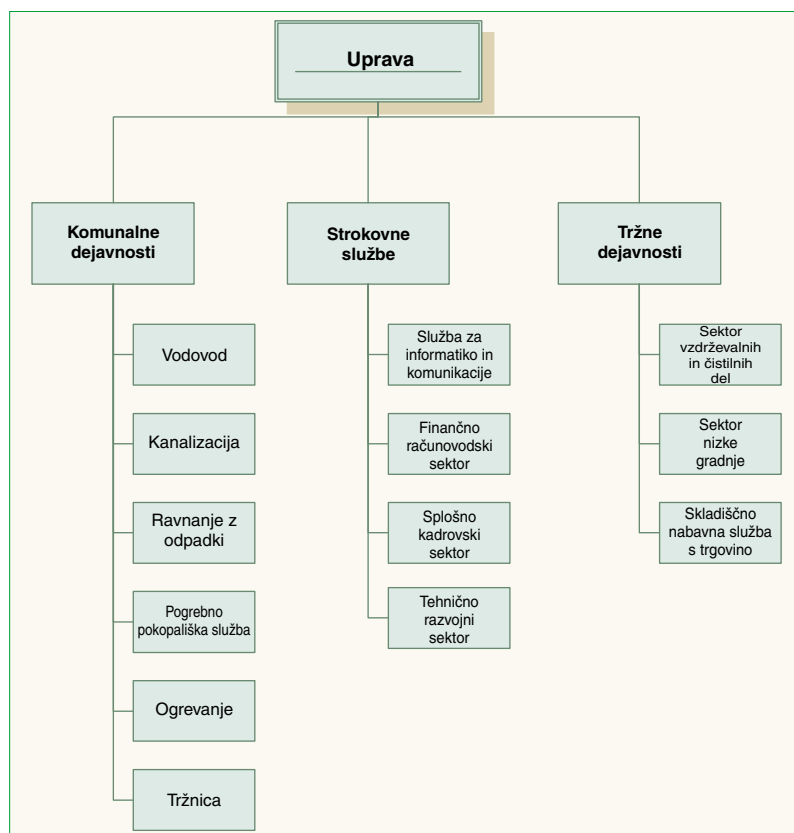 Uprava
Komunalne
dejavnosti
Vodovod
Kanalizacija
Ravnanje z
odpadki
Pogrebno
pokopališka služba
Ogrevanje
Tržnica
Strokovne
službe
Služba za
informatiko in
komunikacije
Finančno
računovodski
sektor
Splošno
kadrovski
sektor
Tehnično
razvojni
sektor
Tržne
dejavnosti
Sektor
vzdrževalnih
in čistilnih
del
Sektor
nizke
gradnje
Skladiščno
nabavna služba
s trgovino